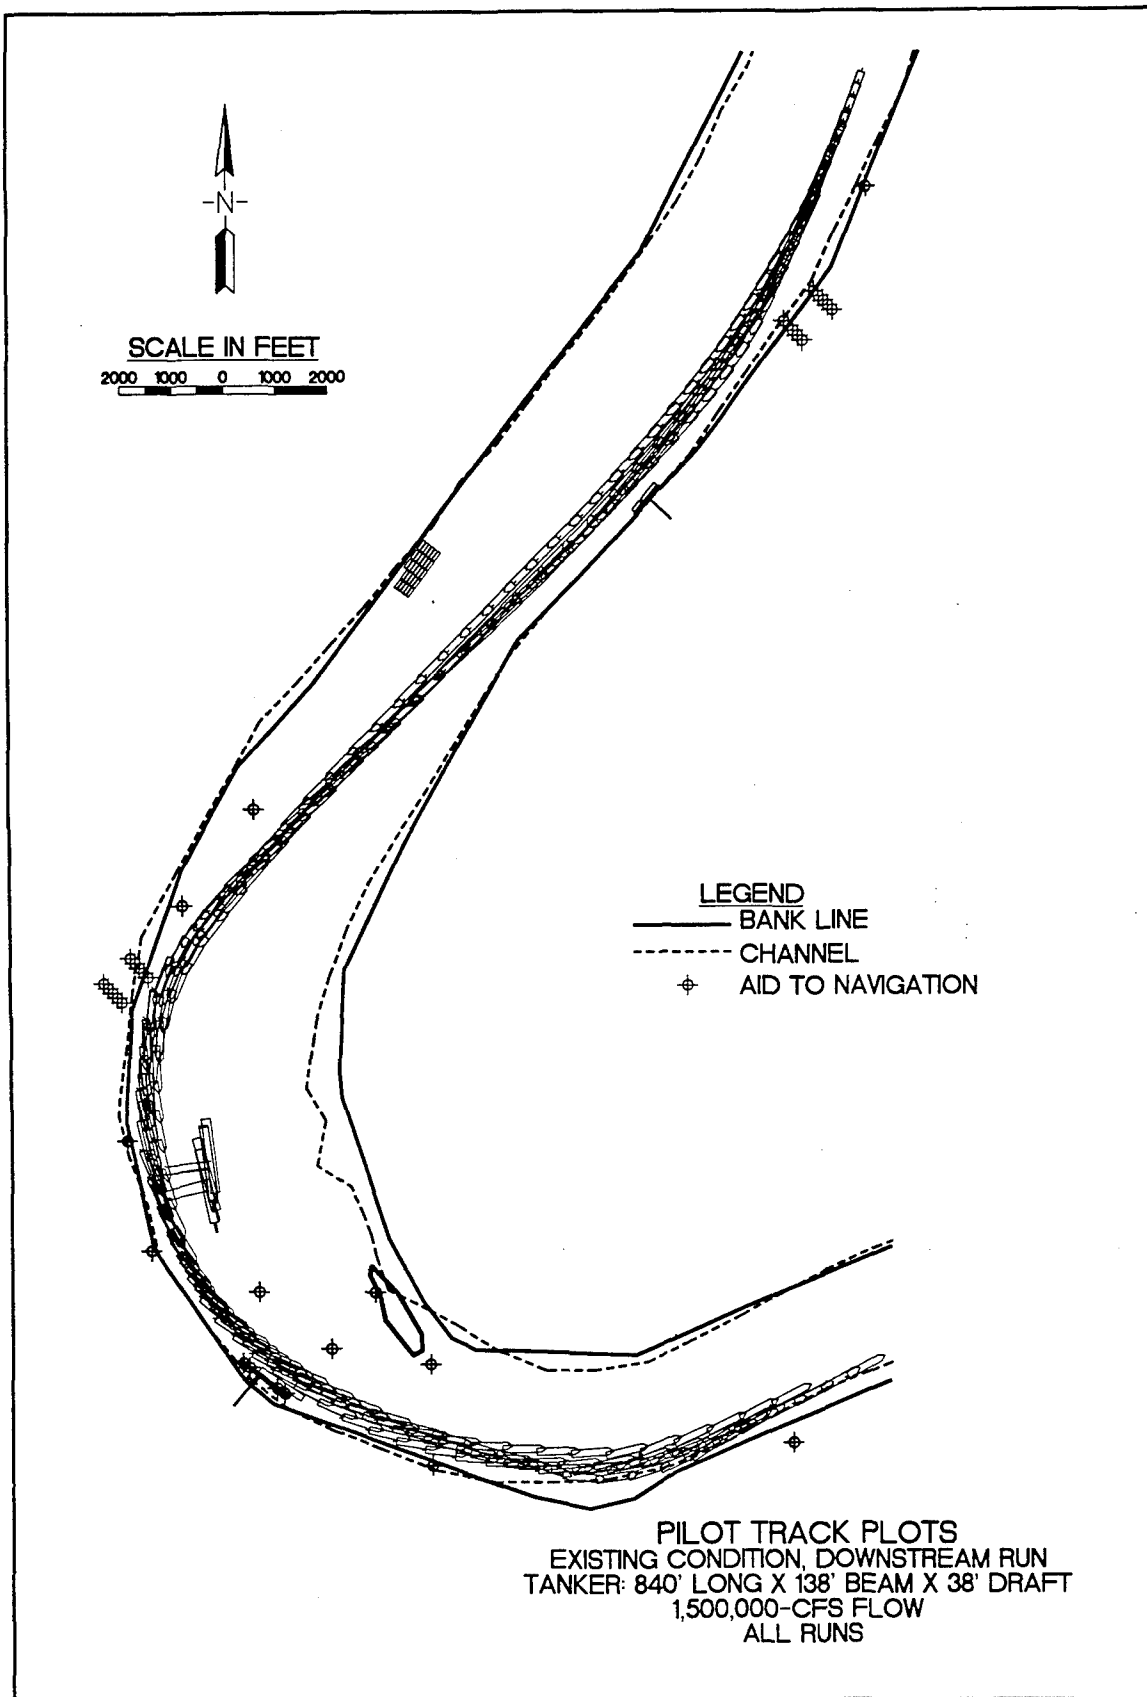 -N-
SCALE IN FEET
2000 1000 0 1000 2000
LEGEND
BANK LINE
CHANNEL
AID TO NAVIGATION
PILOT TRACK PLOTS
EXISTING CONDITION, DOWNSTREAM RUN
TANKER: 840' LONG X 138' BEAM X 38' DRAFT
1,500,000-CFS FLOW
ALL RUNS